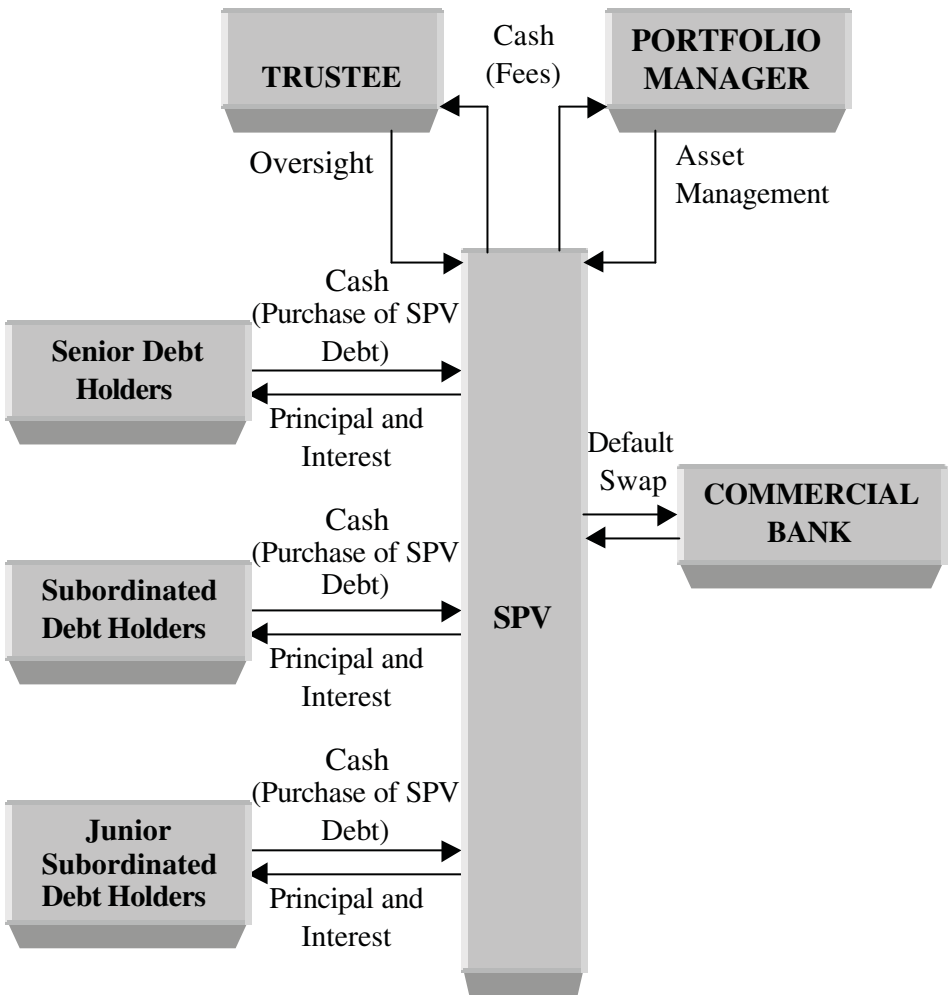 TRUSTEE
Cash
(Fees)
PORTFOLIO
MANAGER
Oversight
Asset
Management
Cash
(Purchase of SPV
Debt)
Senior Debt
Holders
Principal and
Interest
Default
Swap
COMMERCIAL
BANK
Cash
(Purchase of SPV
Debt)
Subordinated
Debt Holders
SPV
Principal and
Interest
Cash
(Purchase of SPV
Debt)
Junior
Subordinated
Debt Holders
Principal and
Interest